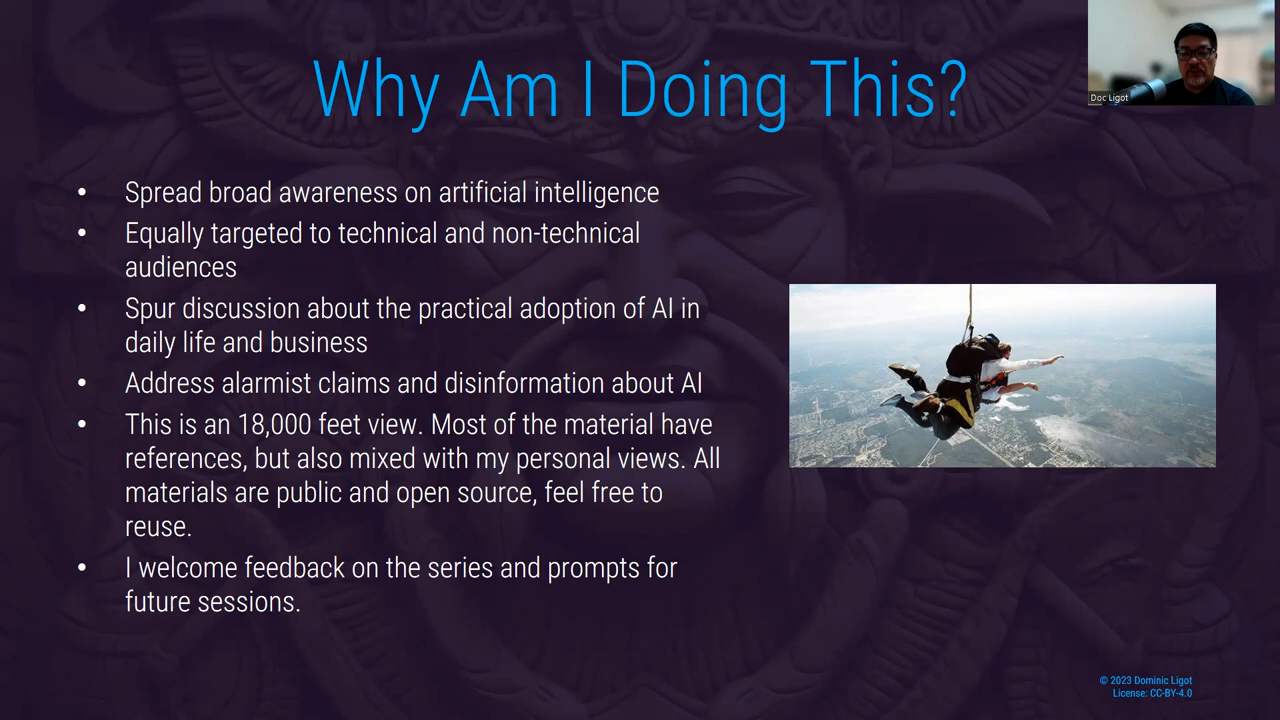 Why Am I Doing This?
Doc Ligot
• Spread broad awareness on artificial intelligence
• Equally targeted to technical and non-technical
audiences
• Spur discussion about the practical adoption of AI in
daily life and business
• Address alarmist claims and disinformation about AI
• This is an 18,000 feet view. Most of the material have
references, but also mixed with my personal views. All
materials are public and open source, feel free to
reuse.
• I welcome feedback on the series and prompts for
future sessions.
© 2023 Dominic Ligot
License: CC-BY-4.0